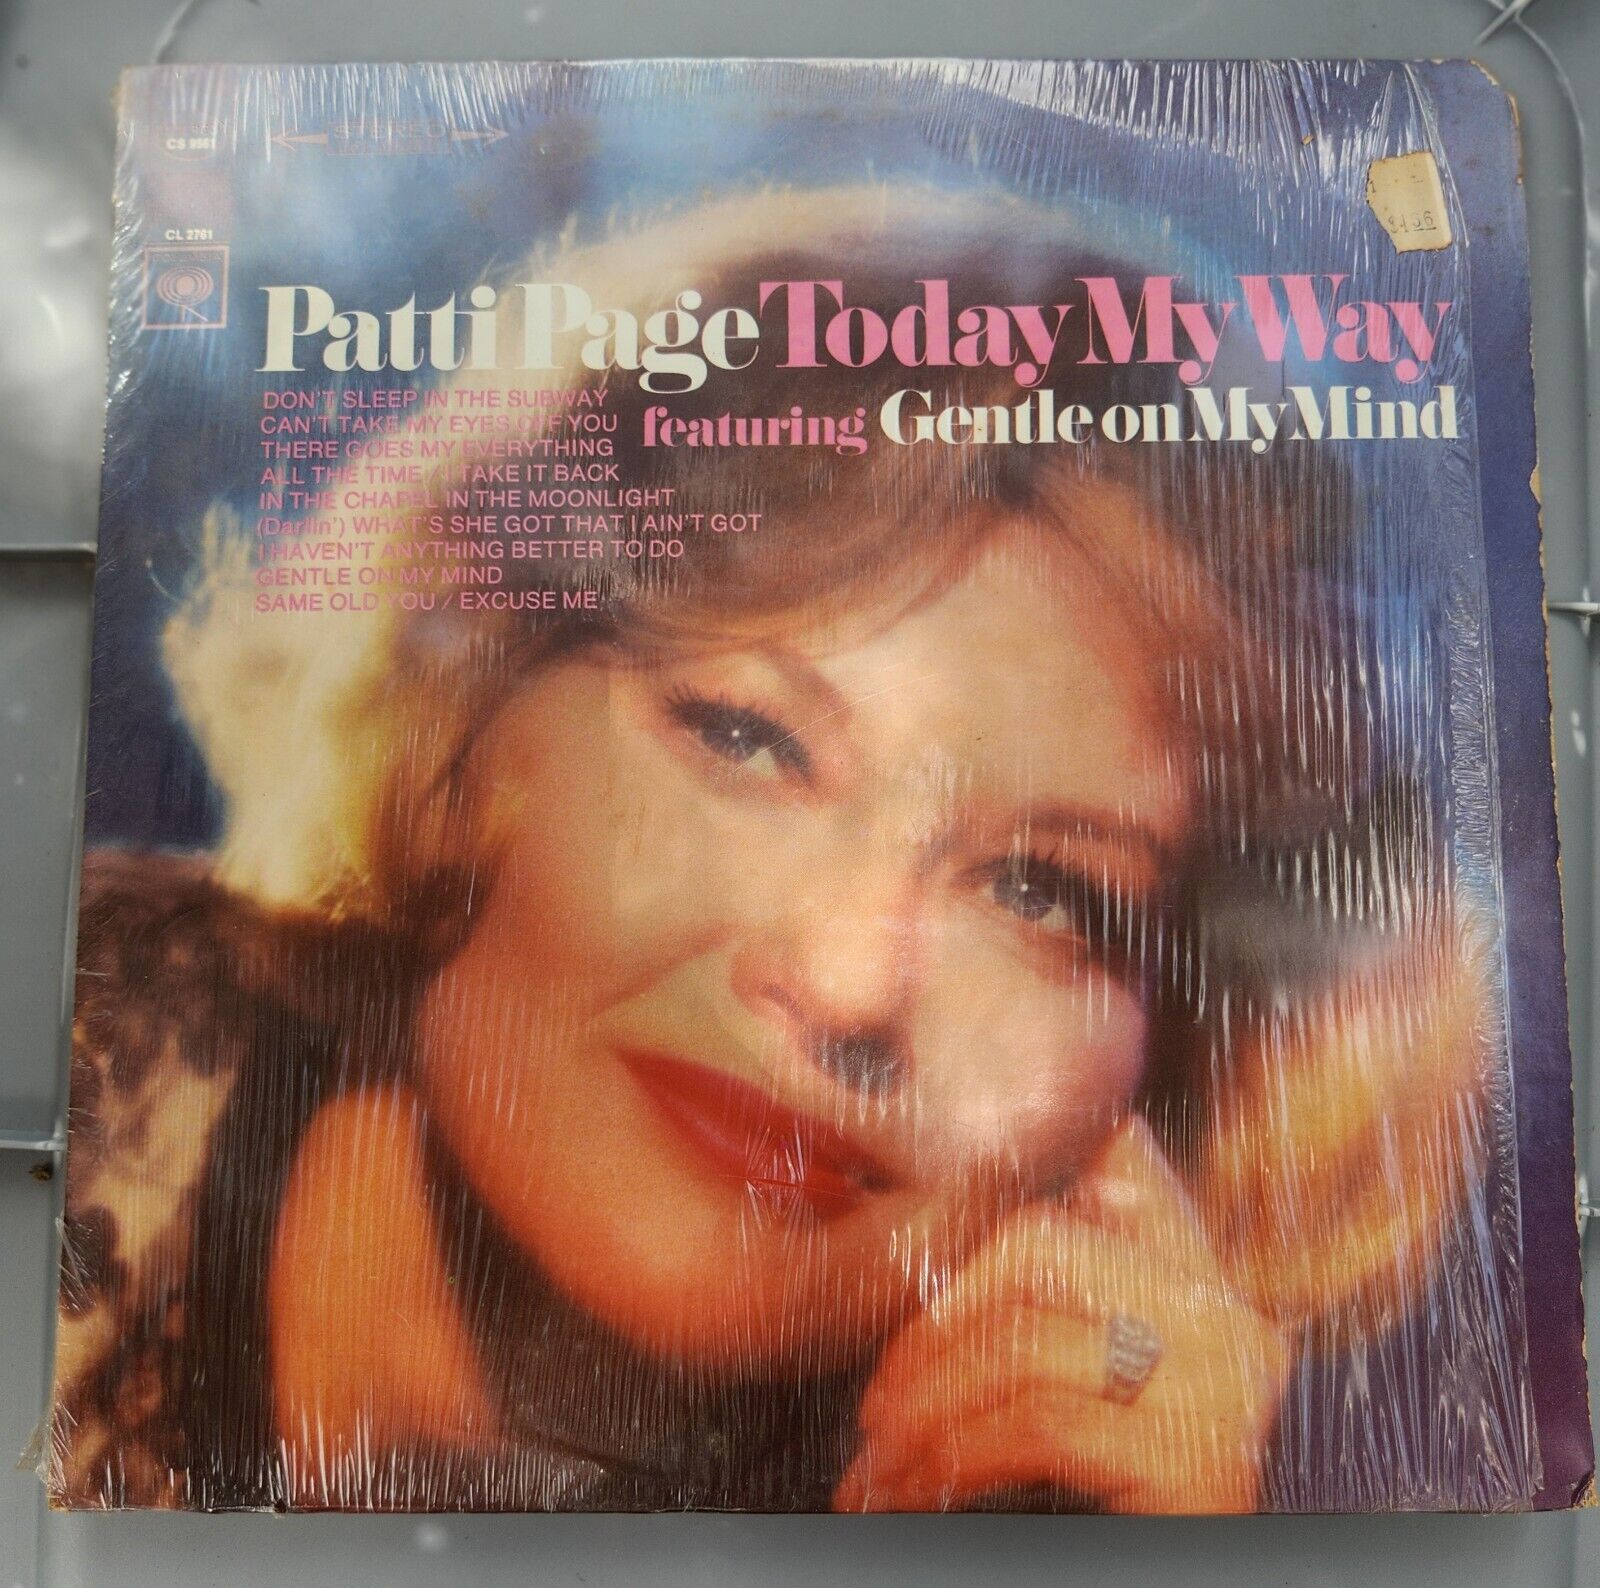 STEREO
CS 9561
CL 2761
COLUMBIA
Patti Page Today My Way
featuring Gentle on My Mind
DON'T SLEEP IN THE SUBWAY
CAN'T TAKE MY EYES OFF YOU
THERE GOES MY EVERYTHING
ALL THE TIME / I TAKE IT BACK
IN THE CHAPEL IN THE MOONLIGHT
(Darlin') WHAT'S SHE GOT THAT I AIN'T GOT
I HAVEN'T ANYTHING BETTER TO DO
GENTLE ON MY MIND
SAME OLD YOU / EXCUSE ME